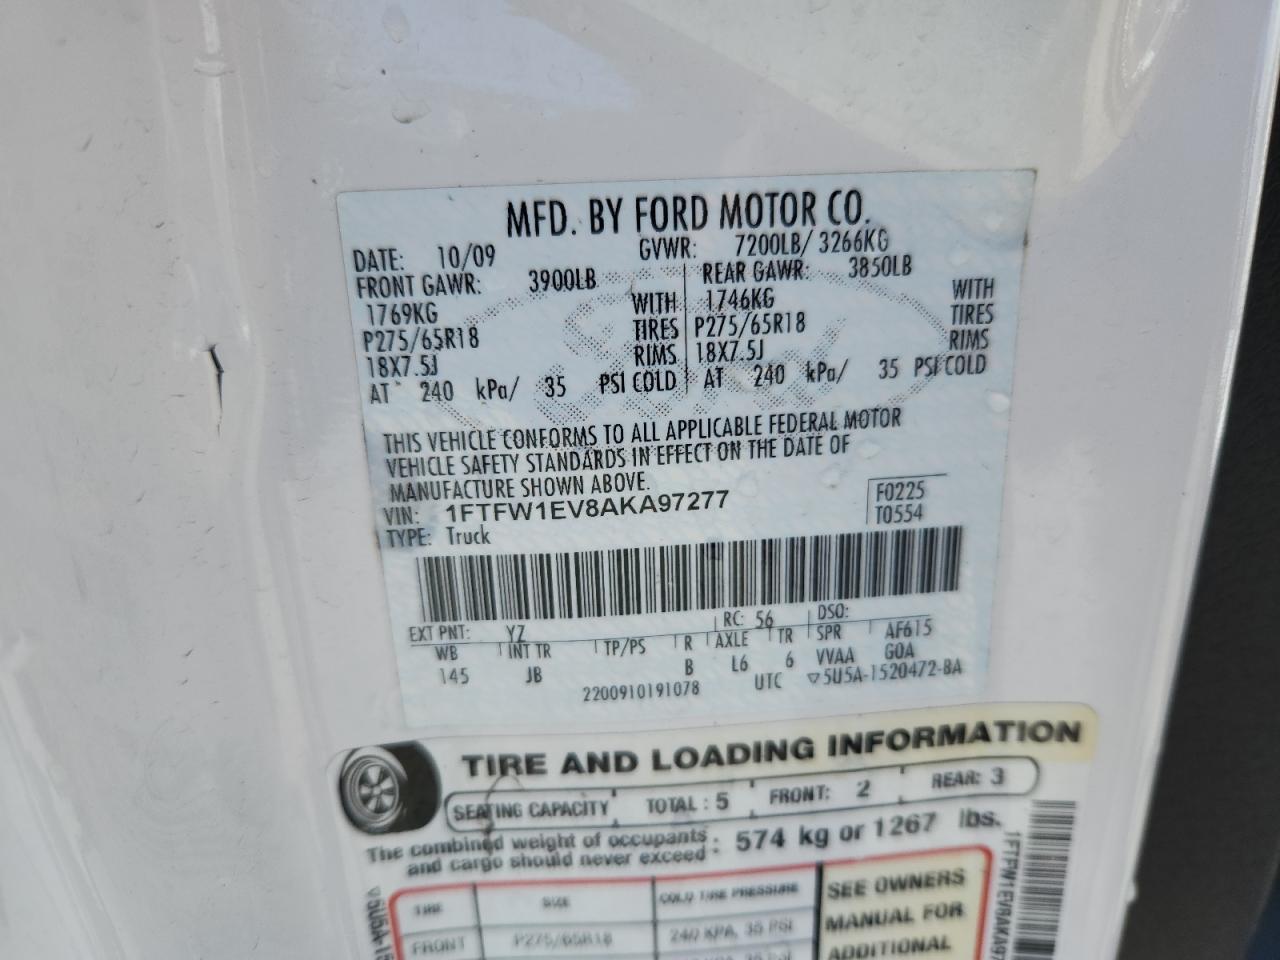 MFD. BY FORD MOTOR CO.
DATE: 10/09 GVWR: 7200LB/ 3266KG
FRONT GAWR: 3900LB REAR GAWR: 3850LB
1769KG WITH 1746KG WITH
P275/65R18 TIRES P275/65R18 TIRES
18X7.5J RIMS 18X7.5J RIMS
AT 240 kPa/ 35 PSI COLD AT 240 kPa/ 35 PSI COLD
THIS VEHICLE CONFORMS TO ALL APPLICABLE FEDERAL MOTOR
VEHICLE SAFETY STANDARDS IN EFFECT ON THE DATE OF
MANUFACTURE SHOWN ABOVE.
VIN: 1FTFW1EV8AKA97277 F0225
TYPE: Truck T0554
EXT PNT: YZ RC: 56 DSO:
WB INT TR TP/PS R AXLE TR SPR AF615
145 JB B L6 6 VVAA GOA
2200910191078 UTC ▽5U5A-1520472-BA
TIRE AND LOADING INFORMATION
SEATING CAPACITY TOTAL : 5 FRONT: 2 REAR: 3
The combined weight of occupants : 574 kg or 1267 lbs.
and cargo should never exceed :
TIRE SIZE COLD TIRE PRESSURE SEE OWNERS
MANUAL FOR
FRONT P275/65R18 240 KPA, 35 PSI ADDITIONAL
1FTFW1EV8AKA97
▽5U5A-15